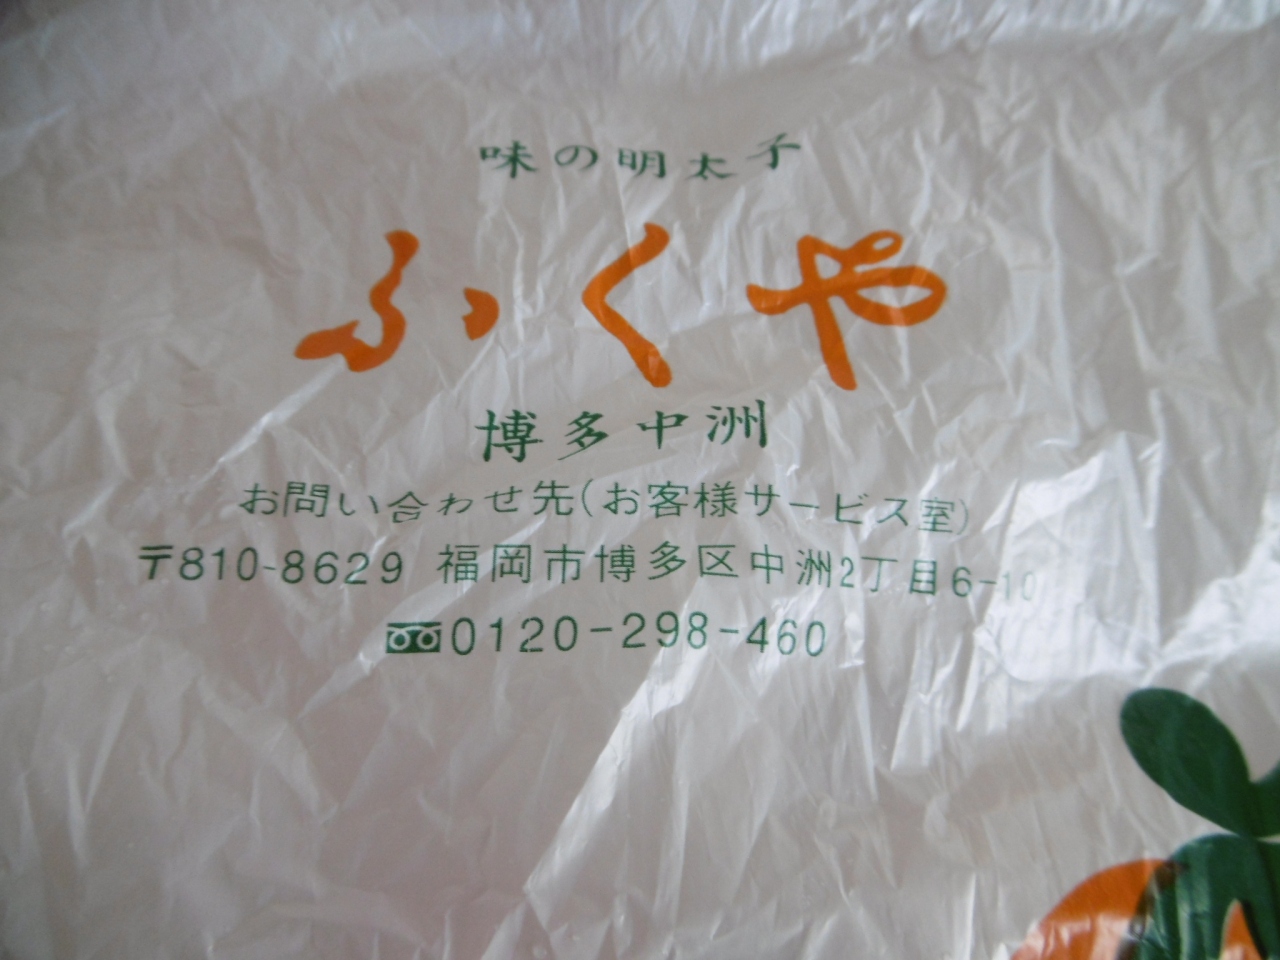 味の明太子
ふくや
博多中洲
お問い合わせ先(お客様サービス室)
〒810-8629 福岡市博多区中洲2丁目6-10
0120-298-460